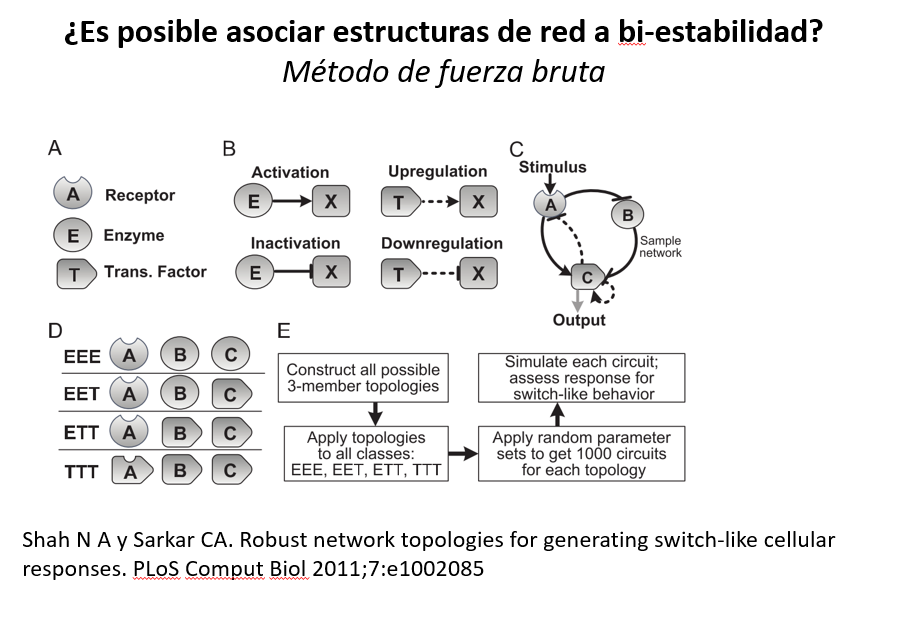 ¿Es posible asociar estructuras de red a bi-estabilidad?
Método de fuerza bruta
A
A Receptor
E Enzyme
T Trans. Factor
B
Activation
E X
Upregulation
T X
Inactivation
E X
Downregulation
T X
C
Stimulus
A
B
Sample
network
C
Output
D
EEE A B C
EET A B C
ETT A B C
TTT A B C
E
Construct all possible
3-member topologies
Apply topologies
to all classes:
EEE, EET, ETT, TTT
Apply random parameter
sets to get 1000 circuits
for each topology
Simulate each circuit;
assess response for
switch-like behavior
Shah N A y Sarkar CA. Robust network topologies for generating switch-like cellular
responses. PLoS Comput Biol 2011;7:e1002085